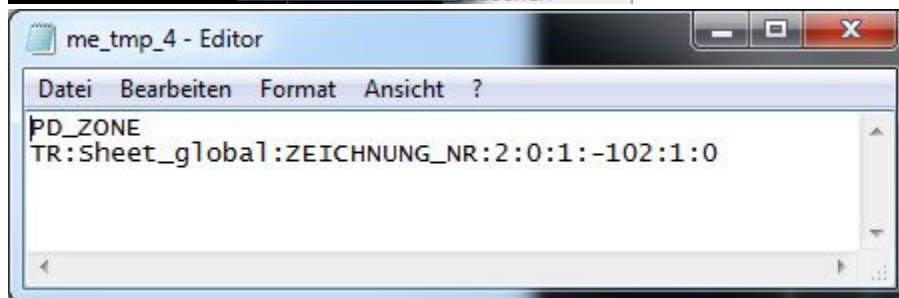 me_tmp_4 - Editor
Datei Bearbeiten Format Ansicht ?
PD_ZONE
TR:Sheet_global:ZEICHNUNG_NR:2:0:1:-102:1:0